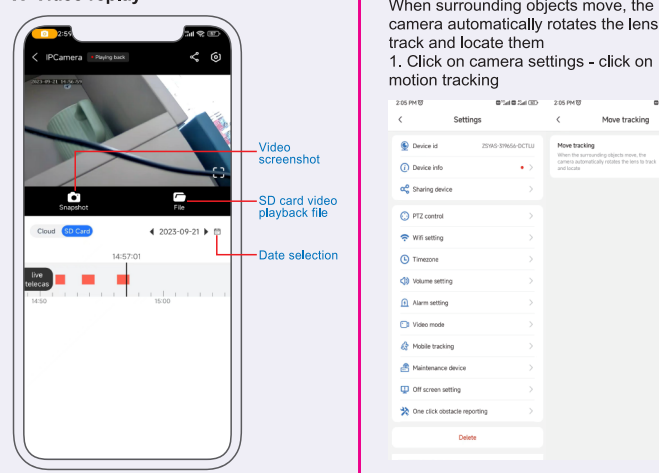 2:59
IPCamera
Playing back
2023-09-21 14:56:59
Snapshot
File
Cloud
SD Card
2023-09-21
14:57:01
live
telecas
14:50
15:00
Video
screenshot
SD card video
playback file
Date selection
When surrounding objects move, the
camera automatically rotates the lens
track and locate them
1. Click on camera settings - click on
motion tracking
2:05 PM
Settings
Device id
Device info
Sharing device
PTZ control
Wifi setting
Timezone
Volume setting
Alarm setting
Video mode
Mobile tracking
Maintenance device
Off screen setting
One click obstacle reporting
Delete
2:05 PM
Move tracking
Move tracking
When the surrounding objects move, the
camera automatically rotates the lens to track
and locate